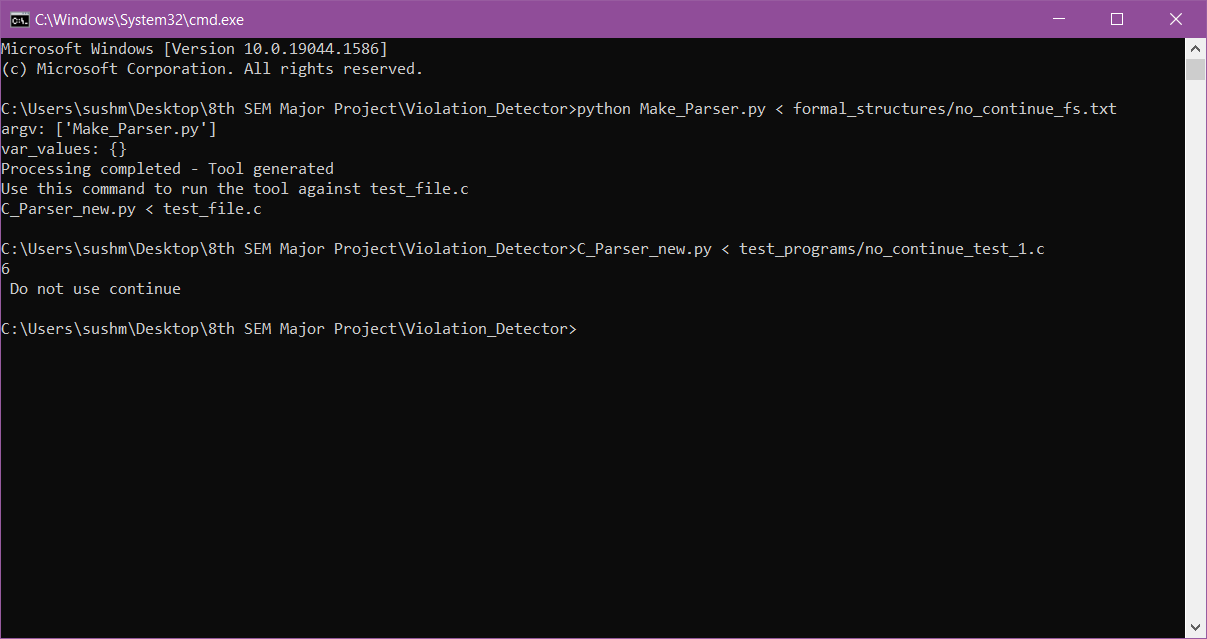 C:\Windows\System32\cmd.exe
Microsoft Windows [Version 10.0.19044.1586]
(c) Microsoft Corporation. All rights reserved.
C:\Users\sushm\Desktop\8th SEM Major Project\Violation_Detector>python Make_Parser.py < formal_structures/no_continue_fs.txt
argv: ['Make_Parser.py']
var_values: {}
Processing completed - Tool generated
Use this command to run the tool against test_file.c
C_Parser_new.py < test_file.c
C:\Users\sushm\Desktop\8th SEM Major Project\Violation_Detector>C_Parser_new.py < test_programs/no_continue_test_1.c
6
Do not use continue
C:\Users\sushm\Desktop\8th SEM Major Project\Violation_Detector>